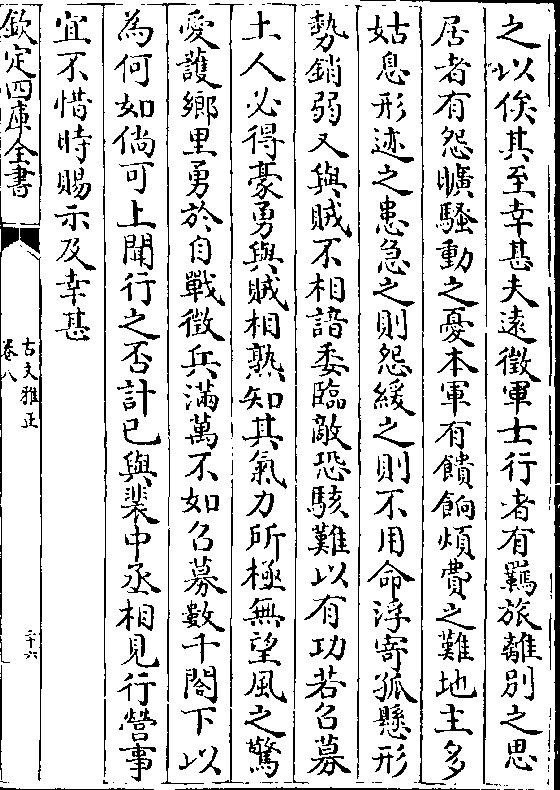 之以俟其至幸甚夫遠徵軍士行者有羈旅離别之思
居者有怨曠騷動之憂本軍有饋餉煩費之難地主多
姑息形迹之患急之則怨緩之則不用命浮寄孤懸形
勢銷弱又與賊不相諳委臨敵恐駭難以有功若召募
土人必得豪勇與賊相熟知其氣力所極無望風之驚
愛護鄉里勇於自戰徵兵滿萬不如召募數千閤下以
為何如倘可上聞行之否計已與裴中丞相見行營事
宜不惜時賜示及幸甚
欽定四庫全書
古文雅正
卷八
二十六